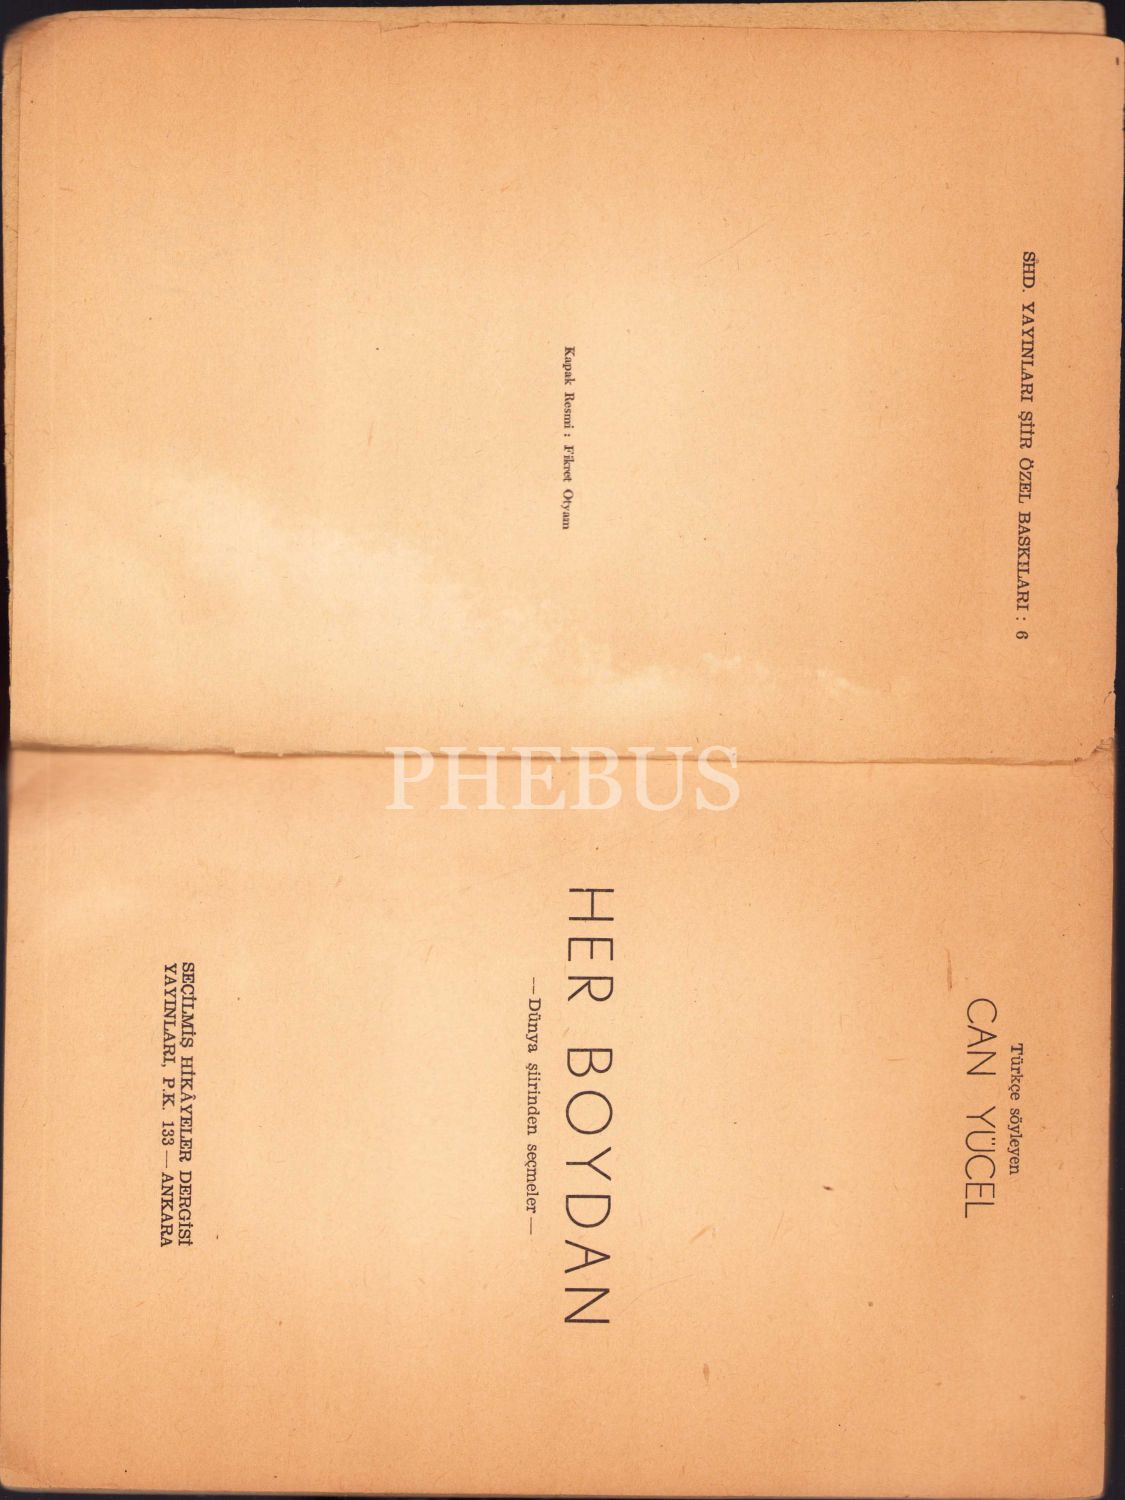 SHD. YAYINLARI ŞİİR ÖZEL BASKILARI : 6
Kapak Resmi : Fikret Otyam
Türkçe söyleyen
CAN YÜCEL
HER BOYDAN
— Dünya şiirinden seçmeler —
SEÇİLMİŞ HİKÂYELER DERGİSİ
YAYINLARI, P.K. 133 — ANKARA
PHEBUS